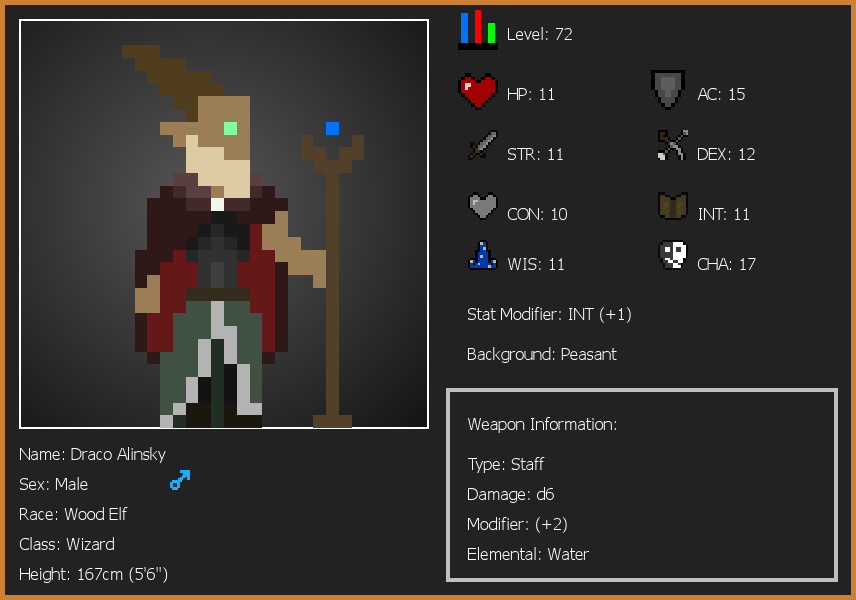 Level: 72
HP: 11
AC: 15
STR: 11
DEX: 12
CON: 10
INT: 11
WIS: 11
CHA: 17
Stat Modifier: INT (+1)
Background: Peasant
Weapon Information:
Type: Staff
Damage: d6
Modifier: (+2)
Elemental: Water
Name: Draco Alinsky
Sex: Male
Race: Wood Elf
Class: Wizard
Height: 167cm (5'6")